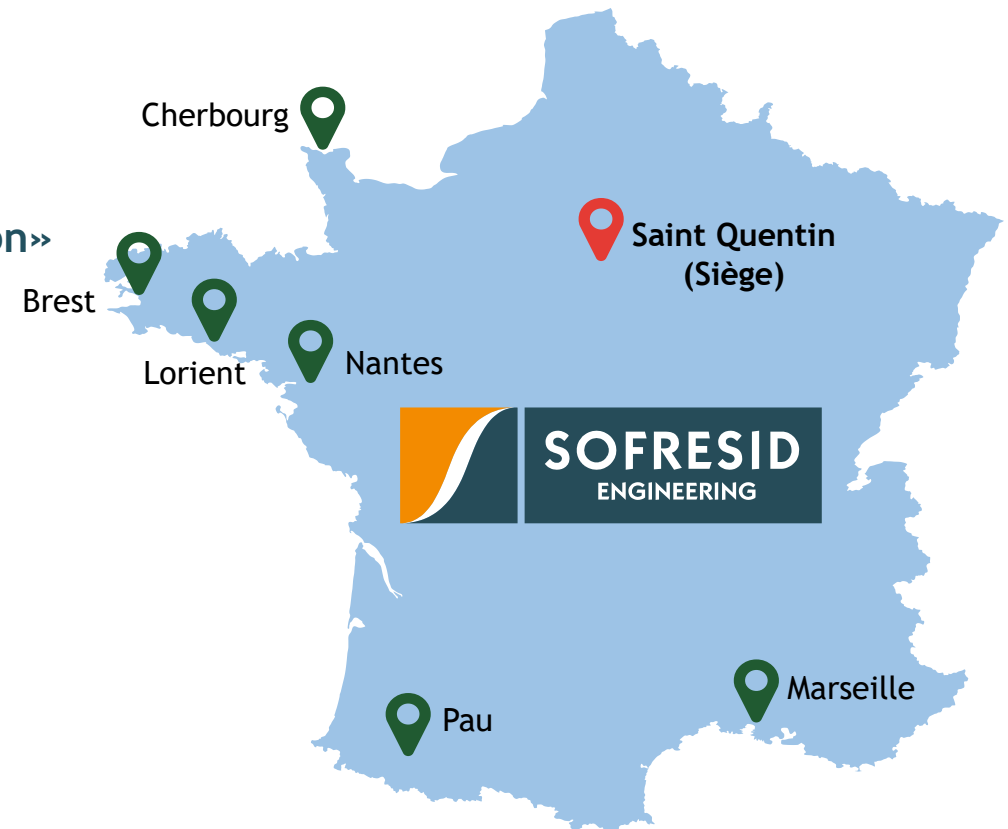 Cherbourg
on»
Saint Quentin
(Siège)
Brest
Lorient
Nantes
SOFRESID
ENGINEERING
Marseille
Pau